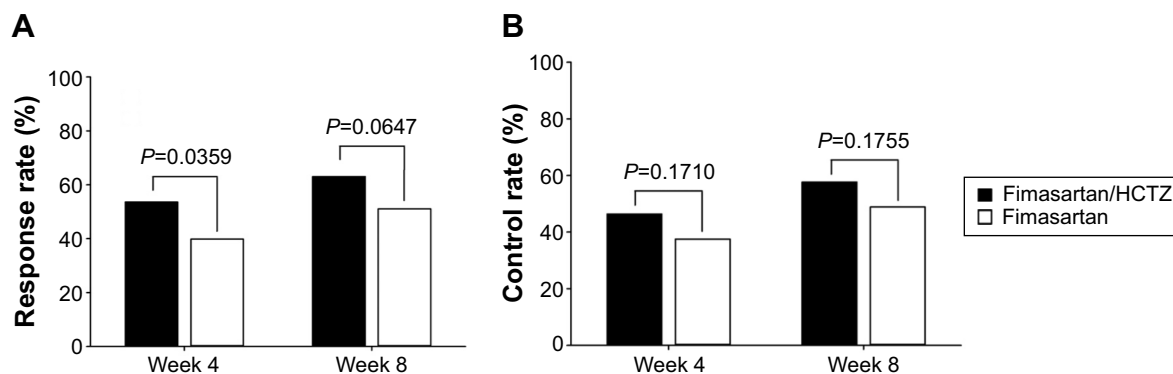 A
Response rate (%)
100
80
60
40
20
0
P=0.0359
P=0.0647
Week 4
Week 8
B
Control rate (%)
100
80
60
40
20
0
P=0.1710
P=0.1755
Week 4
Week 8
Fimasartan/HCTZ
Fimasartan